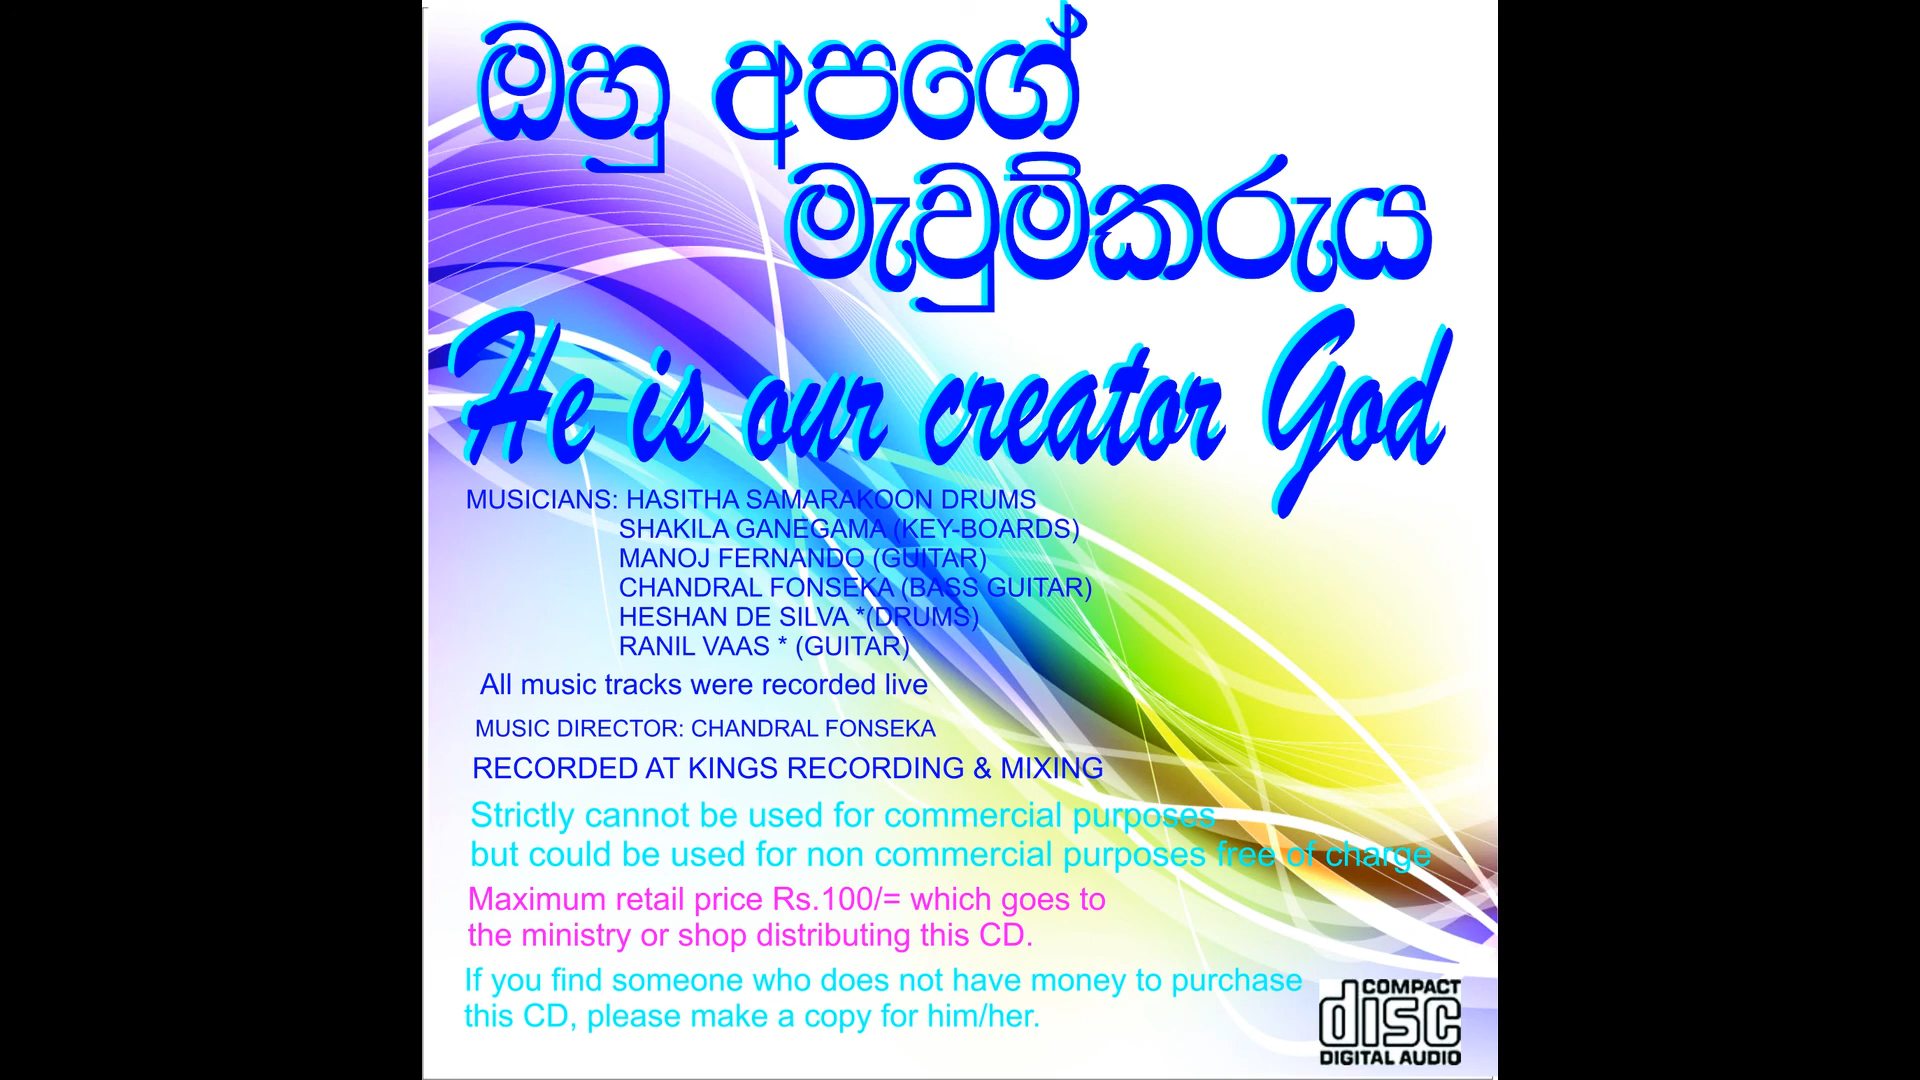 ඔහු අපගේ
මැවුම්කරුය
He is our creator God
MUSICIANS: HASITHA SAMARAKOON DRUMS
SHAKILA GANEGAMA (KEY-BOARDS)
MANOJ FERNANDO (GUITAR)
CHANDRAL FONSEKA (BASS GUITAR)
HESHAN DE SILVA *(DRUMS)
RANIL VAAS * (GUITAR)
All music tracks were recorded live
MUSIC DIRECTOR: CHANDRAL FONSEKA
RECORDED AT KINGS RECORDING & MIXING
Strictly cannot be used for commercial purposes
but could be used for non commercial purposes free of charge
Maximum retail price Rs.100/= which goes to
the ministry or shop distributing this CD.
If you find someone who does not have money to purchase
this CD, please make a copy for him/her.
COMPACT
disc
DIGITAL AUDIO